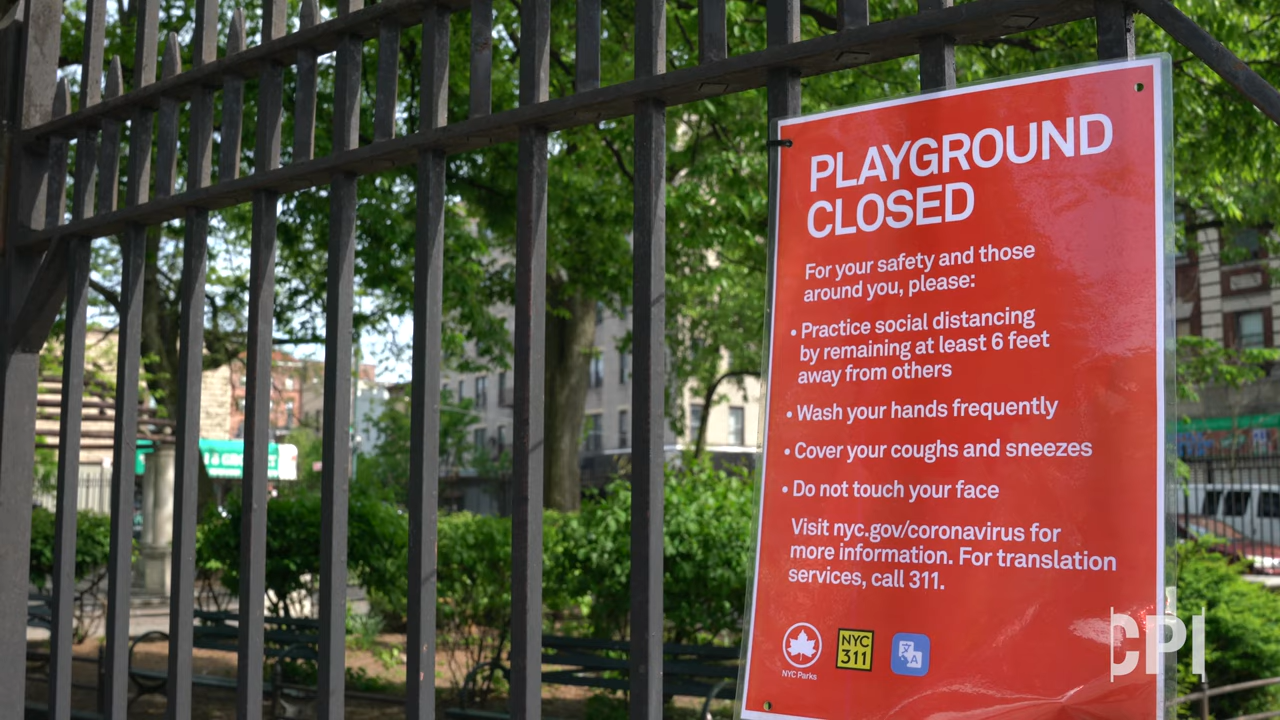 PLAYGROUND
CLOSED
For your safety and those
around you, please:
• Practice social distancing
by remaining at least 6 feet
away from others
• Wash your hands frequently
• Cover your coughs and sneezes
• Do not touch your face
Visit nyc.gov/coronavirus for
more information. For translation
services, call 311.
NYC Parks
NYC
311
CPI